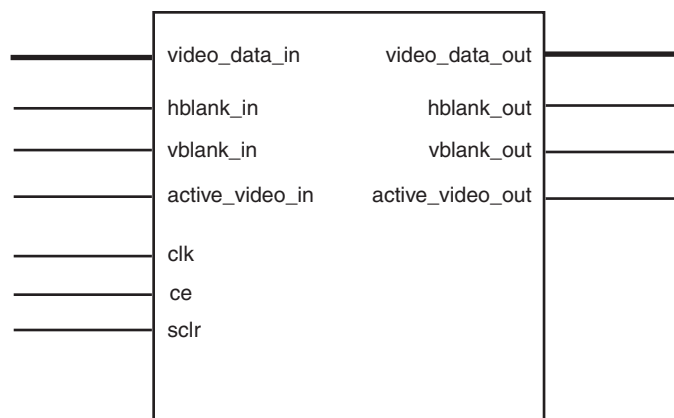 video_data_in video_data_out
hblank_in hblank_out
vblank_in vblank_out
active_video_in active_video_out
clk
ce
sclr